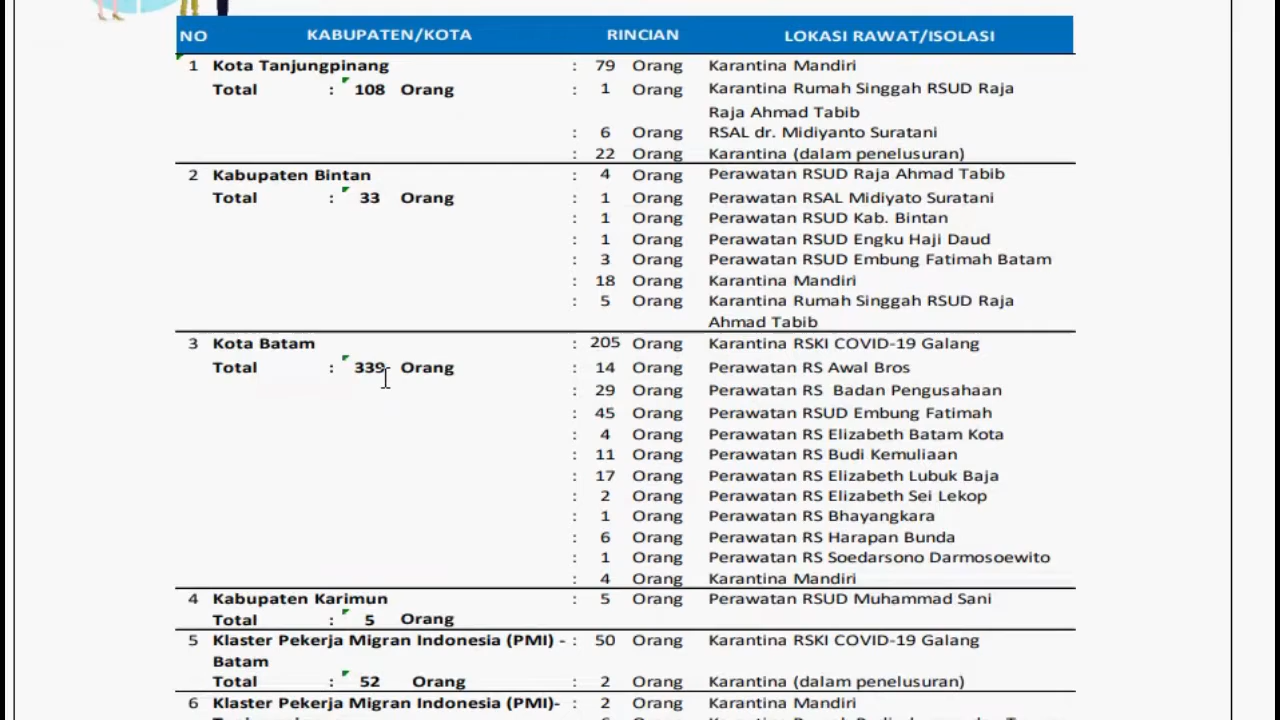 NO KABUPATEN/KOTA RINCIAN LOKASI RAWAT/ISOLASI
1 Kota Tanjungpinang : 79 Orang Karantina Mandiri
Total : 108 Orang : 1 Orang Karantina Rumah Singgah RSUD Raja
Raja Ahmad Tabib
: 6 Orang RSAL dr. Midiyanto Suratani
: 22 Orang Karantina (dalam penelusuran)
2 Kabupaten Bintan : 4 Orang Perawatan RSUD Raja Ahmad Tabib
Total : 33 Orang : 1 Orang Perawatan RSAL Midiyato Suratani
: 1 Orang Perawatan RSUD Kab. Bintan
: 1 Orang Perawatan RSUD Engku Haji Daud
: 3 Orang Perawatan RSUD Embung Fatimah Batam
: 18 Orang Karantina Mandiri
: 5 Orang Karantina Rumah Singgah RSUD Raja
Ahmad Tabib
3 Kota Batam : 205 Orang Karantina RSKI COVID-19 Galang
Total : 339 Orang : 14 Orang Perawatan RS Awal Bros
: 29 Orang Perawatan RS Badan Pengusahaan
: 45 Orang Perawatan RSUD Embung Fatimah
: 4 Orang Perawatan RS Elizabeth Batam Kota
: 11 Orang Perawatan RS Budi Kemuliaan
: 17 Orang Perawatan RS Elizabeth Lubuk Baja
: 2 Orang Perawatan RS Elizabeth Sei Lekop
: 1 Orang Perawatan RS Bhayangkara
: 6 Orang Perawatan RS Harapan Bunda
: 1 Orang Perawatan RS Soedarsono Darmosoewito
: 4 Orang Karantina Mandiri
4 Kabupaten Karimun : 5 Orang Perawatan RSUD Muhammad Sani
Total : 5 Orang
5 Klaster Pekerja Migran Indonesia (PMI) - : 50 Orang Karantina RSKI COVID-19 Galang
Batam
Total : 52 Orang : 2 Orang Karantina (dalam penelusuran)
6 Klaster Pekerja Migran Indonesia (PMI)- : 2 Orang Karantina Mandiri